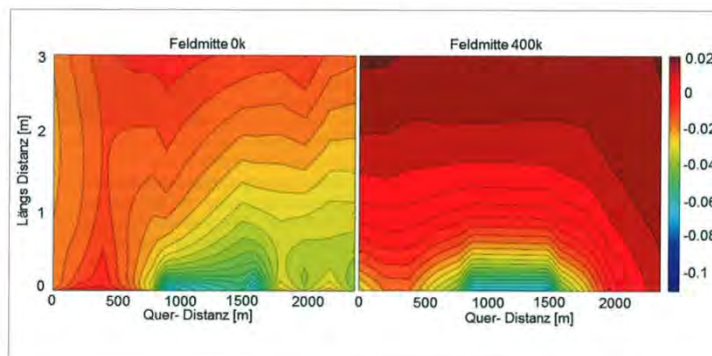 Feldmitte 0k
Feldmitte 400k
Längs Distanz [m]
3
2
1
0
0 500 1000 1500 2000
Quer- Distanz [m]
0 500 1000 1500 2000
Quer- Distanz [m]
0.02
0
-0.02
-0.04
-0.06
-0.08
-0.1